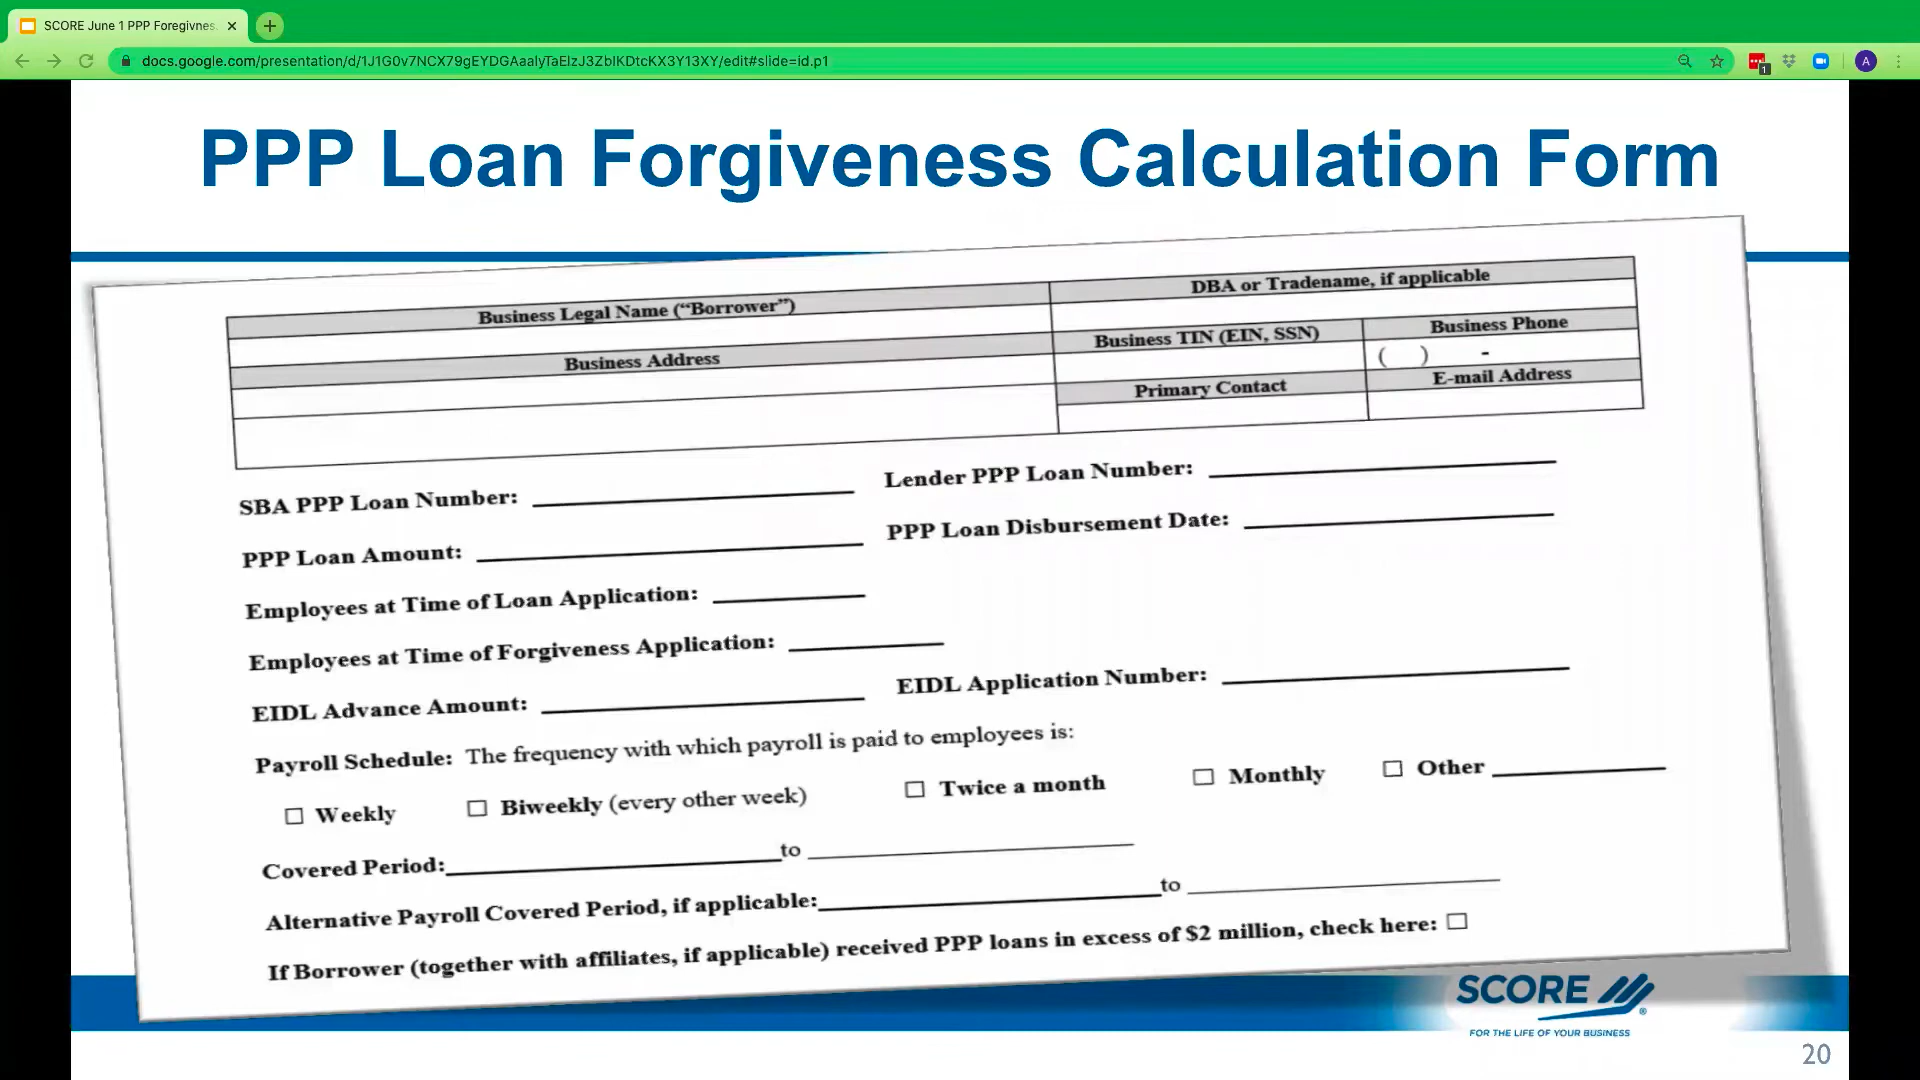 SCORE June 1 PPP Foregivnes
docs.google.com/presentation/d/1J1G0v7NCX79gEYDGAaalyTaElzJ3ZbIKDtcKX3Y13XY/edit#slide=id.p1
1
A
PPP Loan Forgiveness Calculation Form
Business Legal Name (“Borrower”)
DBA or Tradename, if applicable
Business Address
Business TIN (EIN, SSN)
Business Phone
( ) -
Primary Contact
E-mail Address
SBA PPP Loan Number: Lender PPP Loan Number:
PPP Loan Amount: PPP Loan Disbursement Date:
Employees at Time of Loan Application:
Employees at Time of Forgiveness Application:
EIDL Advance Amount: EIDL Application Number:
Payroll Schedule: The frequency with which payroll is paid to employees is:
☐ Weekly ☐ Biweekly (every other week) ☐ Twice a month ☐ Monthly ☐ Other
Covered Period: to
Alternative Payroll Covered Period, if applicable: to
If Borrower (together with affiliates, if applicable) received PPP loans in excess of $2 million, check here: ☐
SCORE ®
FOR THE LIFE OF YOUR BUSINESS
20